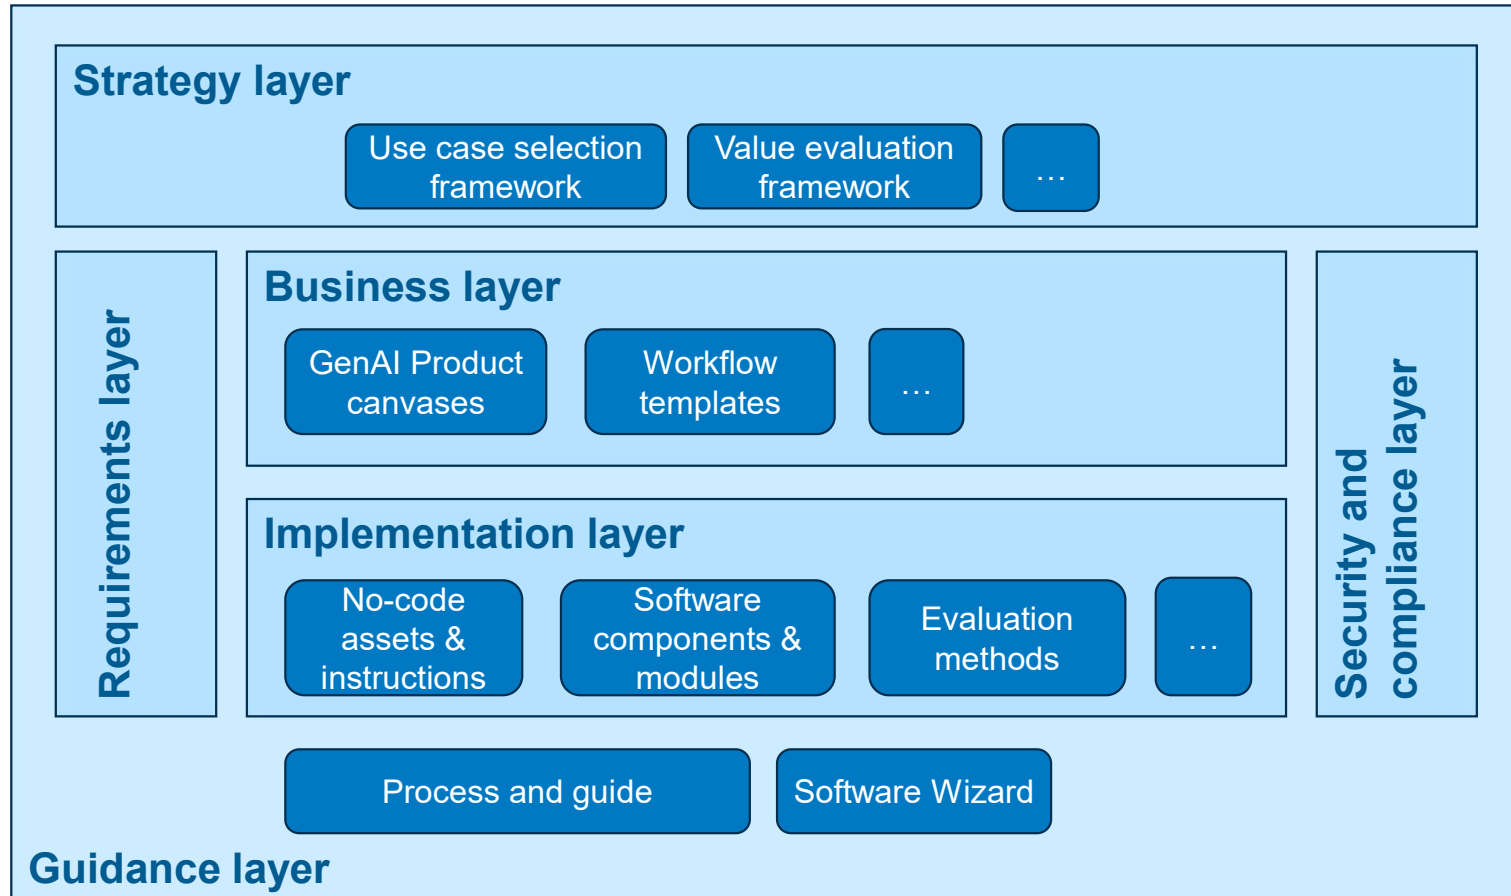 Strategy layer
Use case selection
framework
Value evaluation
framework
…
Requirements layer
Business layer
GenAI Product
canvases
Workflow
templates
…
Implementation layer
No-code
assets &
instructions
Software
components &
modules
Evaluation
methods
…
Security and
compliance layer
Process and guide
Software Wizard
Guidance layer